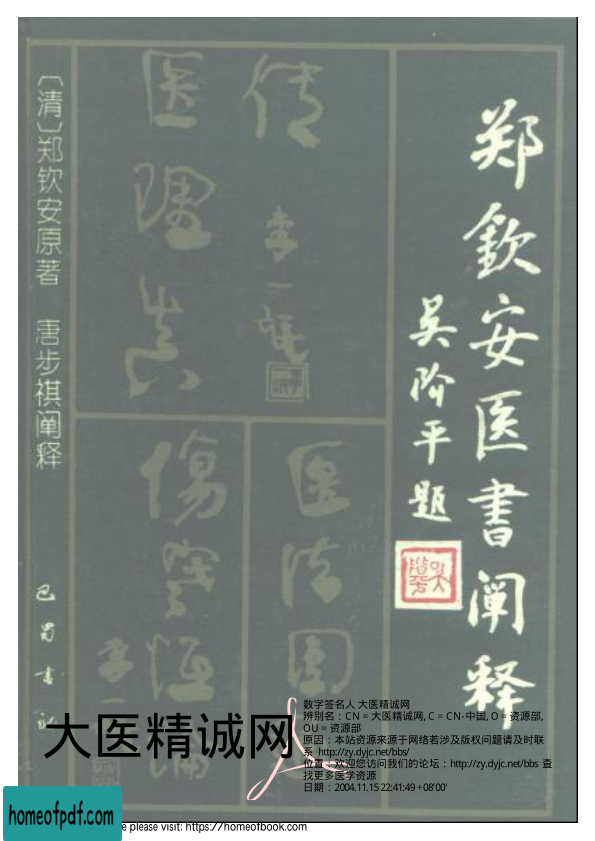 郑钦安医书阐释
吴阶平题
传
李一氓
医理真
医法圆
伤寒恒
论
李一
〔清〕郑钦安原著 唐步祺阐释
巴蜀书社
大医精诚网
数字签名人 大医精诚网
辨别名：CN = 大医精诚网, C = CN-中国, O = 资源部,
OU = 资源部
原因：本站资源来源于网络若涉及版权问题请及时联
系 http://zy.dyjc.net/bbs/
位置：欢迎您访问我们的论坛：http://zy.dyjc.net/bbs 查
找更多医学资源
日期：2004.11.15 22:41:49 +08'00'
homeofpdf.com
e please visit: https://homeofbook.com